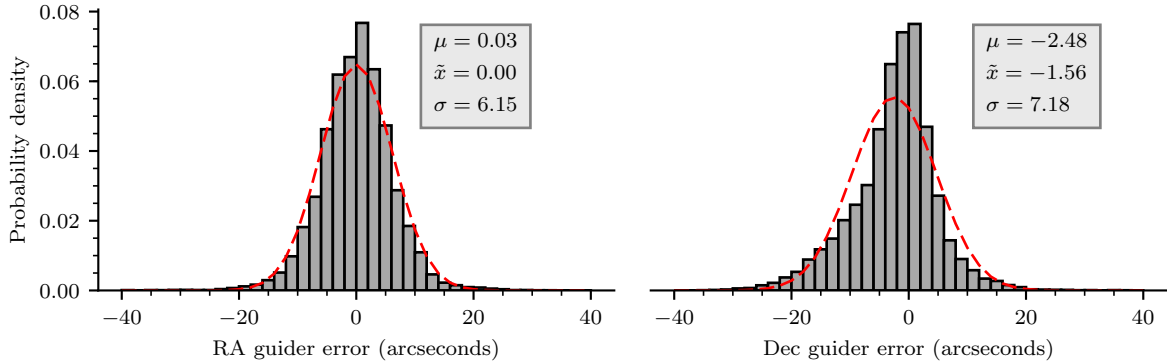 Probability density
0.08
0.06
0.04
0.02
0.00
μ = 0.03
x̃ = 0.00
σ = 6.15
−40 −20 0 20 40
RA guider error (arcseconds)
μ = −2.48
x̃ = −1.56
σ = 7.18
−40 −20 0 20 40
Dec guider error (arcseconds)